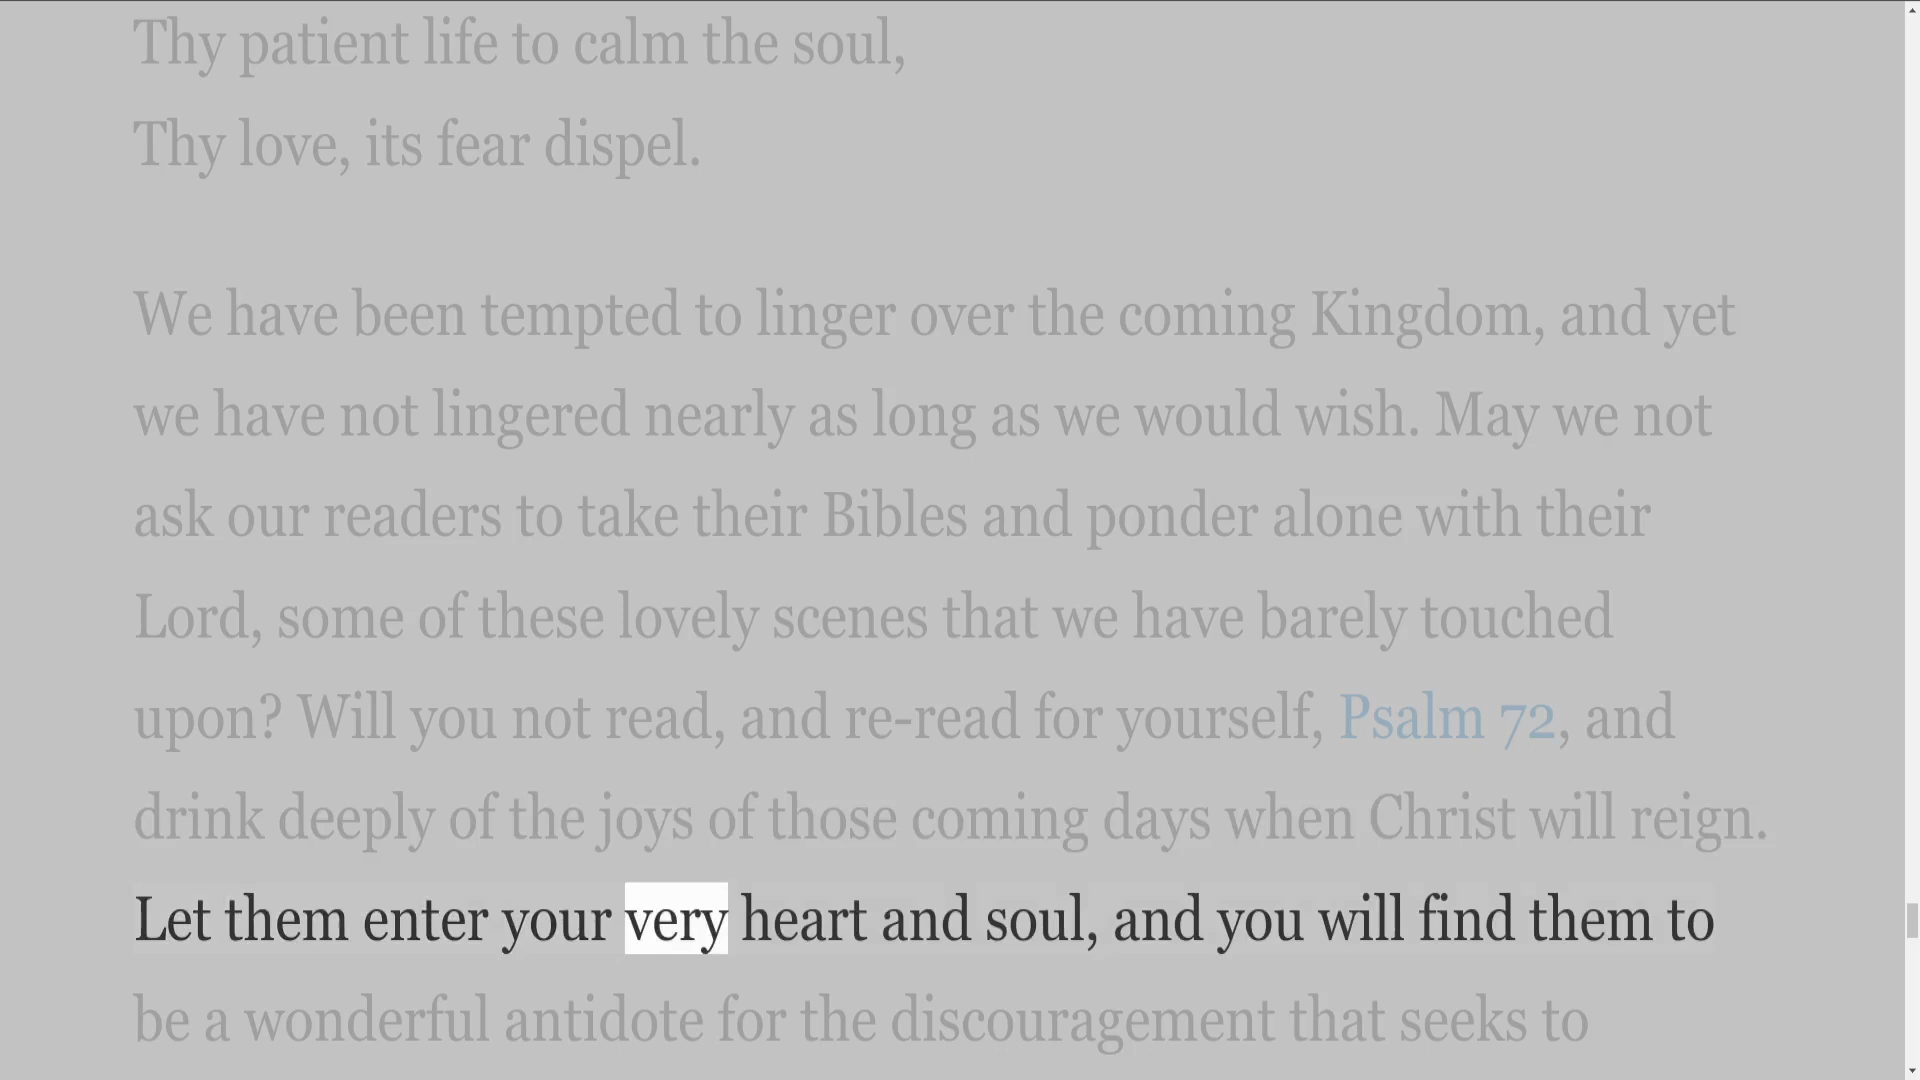 Thy patient life to calm the soul,
Thy love, its fear dispel.
We have been tempted to linger over the coming Kingdom, and yet
we have not lingered nearly as long as we would wish. May we not
ask our readers to take their Bibles and ponder alone with their
Lord, some of these lovely scenes that we have barely touched
upon? Will you not read, and re-read for yourself, Psalm 72, and
drink deeply of the joys of those coming days when Christ will reign.
Let them enter your very heart and soul, and you will find them to
be a wonderful antidote for the discouragement that seeks to